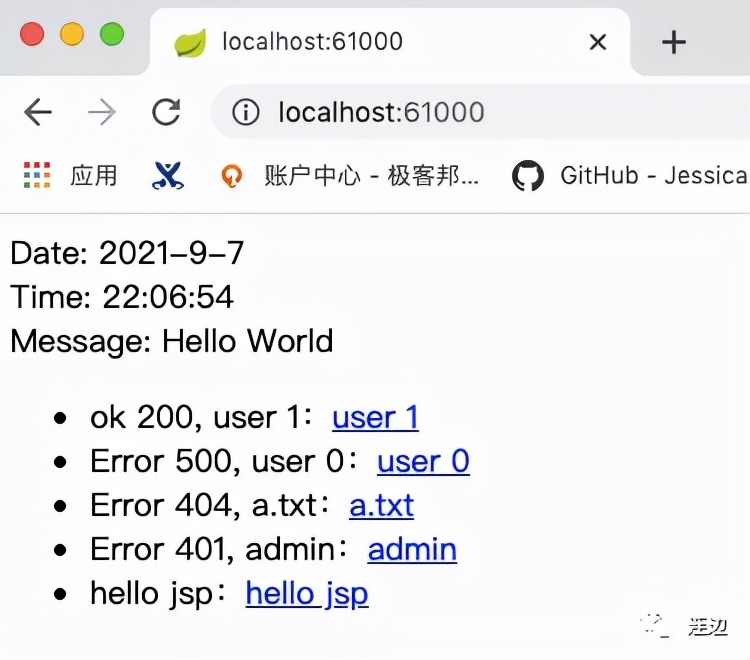 localhost:61000
localhost:61000
应用
账户中心 - 极客邦...
GitHub - Jessica
Date: 2021-9-7
Time: 22:06:54
Message: Hello World
ok 200, user 1：user 1
Error 500, user 0：user 0
Error 404, a.txt：a.txt
Error 401, admin：admin
hello jsp：hello jsp